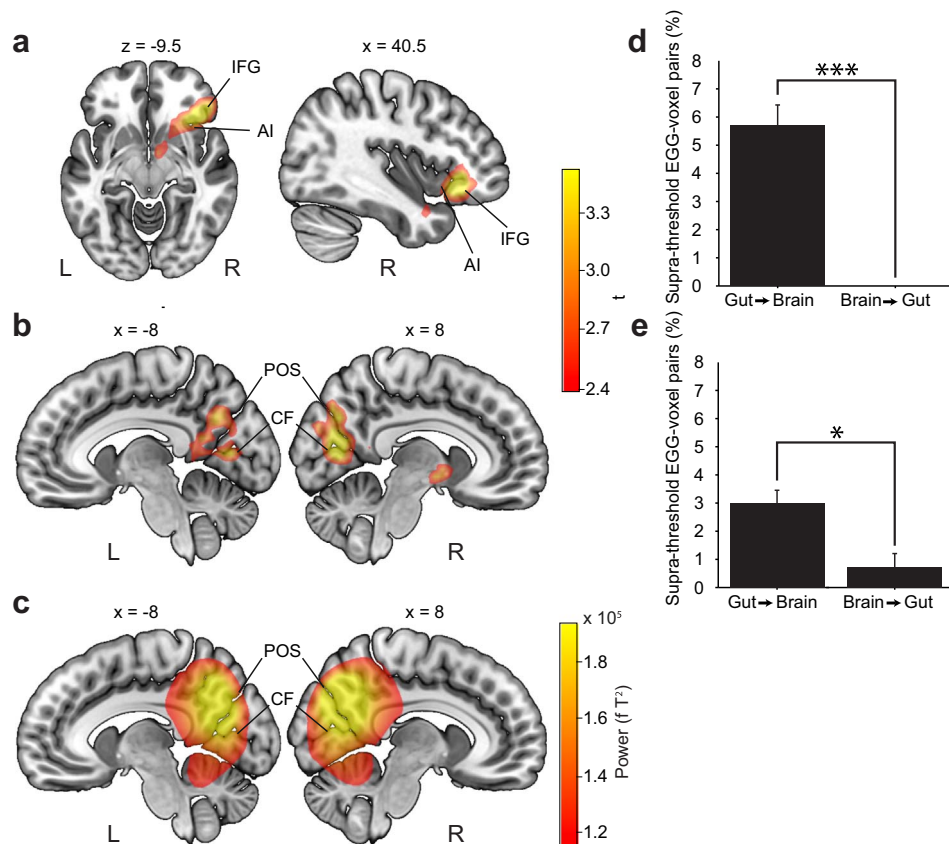 a
z = -9.5
x = 40.5
IFG
AI
IFG
AI
L
R
R
3.3
3.0
2.7
2.4
t
b
x = -8
x = 8
POS
CF
L
R
c
x = -8
x = 8
POS
CF
L
R
x 10⁵
1.8
1.6
1.4
1.2
Power (f T²)
d
Supra-threshold EGG-voxel pairs (%)
8
7
6
5
4
3
2
1
0
***
Gut→Brain
Brain→Gut
e
Supra-threshold EGG-voxel pairs (%)
8
7
6
5
4
3
2
1
0
*
Gut→Brain
Brain→Gut